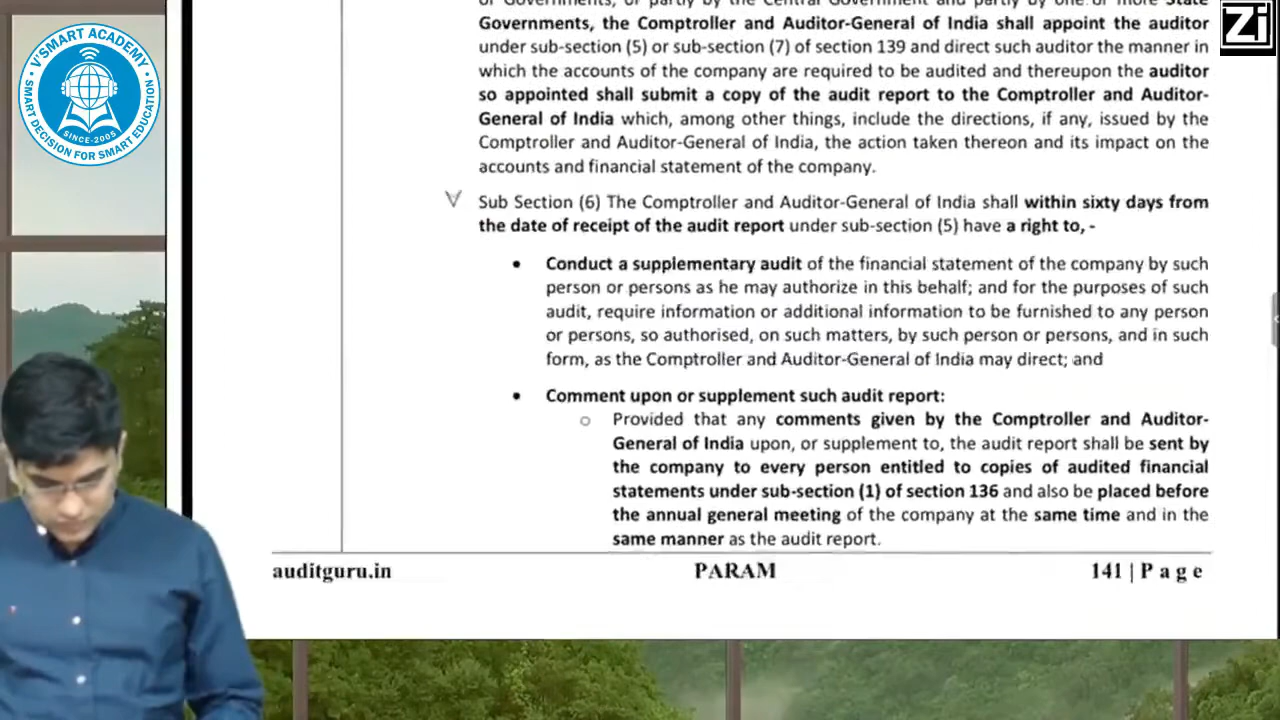 V'SMART ACADEMY
SMART DECISION FOR SMART EDUCATION
SINCE-2005
Zi
or Governments, or partly by the Central Government and partly by one or more State
Governments, the Comptroller and Auditor-General of India shall appoint the auditor
under sub-section (5) or sub-section (7) of section 139 and direct such auditor the manner in
which the accounts of the company are required to be audited and thereupon the auditor
so appointed shall submit a copy of the audit report to the Comptroller and Auditor-
General of India which, among other things, include the directions, if any, issued by the
Comptroller and Auditor-General of India, the action taken thereon and its impact on the
accounts and financial statement of the company.
Sub Section (6) The Comptroller and Auditor-General of India shall within sixty days from
the date of receipt of the audit report under sub-section (5) have a right to, -
• Conduct a supplementary audit of the financial statement of the company by such
person or persons as he may authorize in this behalf; and for the purposes of such
audit, require information or additional information to be furnished to any person
or persons, so authorised, on such matters, by such person or persons, and in such
form, as the Comptroller and Auditor-General of India may direct; and
• Comment upon or supplement such audit report:
o Provided that any comments given by the Comptroller and Auditor-
General of India upon, or supplement to, the audit report shall be sent by
the company to every person entitled to copies of audited financial
statements under sub-section (1) of section 136 and also be placed before
the annual general meeting of the company at the same time and in the
same manner as the audit report.
auditguru.in PARAM 141 | P a g e